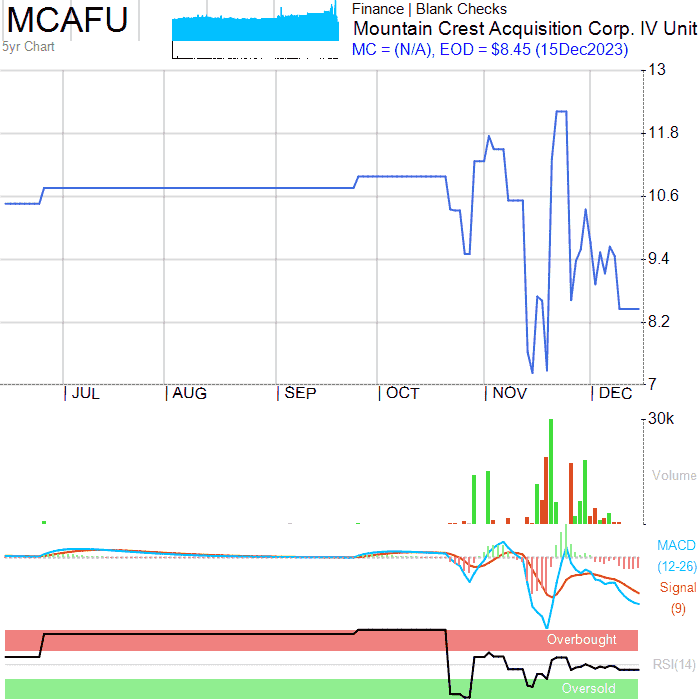 MCAFU
5yr Chart
Finance | Blank Checks
Mountain Crest Acquisition Corp. IV Unit
MC = (N/A), EOD = $8.45 (15Dec2023)
13
11.8
10.6
9.4
8.2
7
JUL AUG SEP OCT NOV DEC
30k
Volume
MACD
(12-26)
Signal
(9)
Overbought
RSI(14)
Oversold